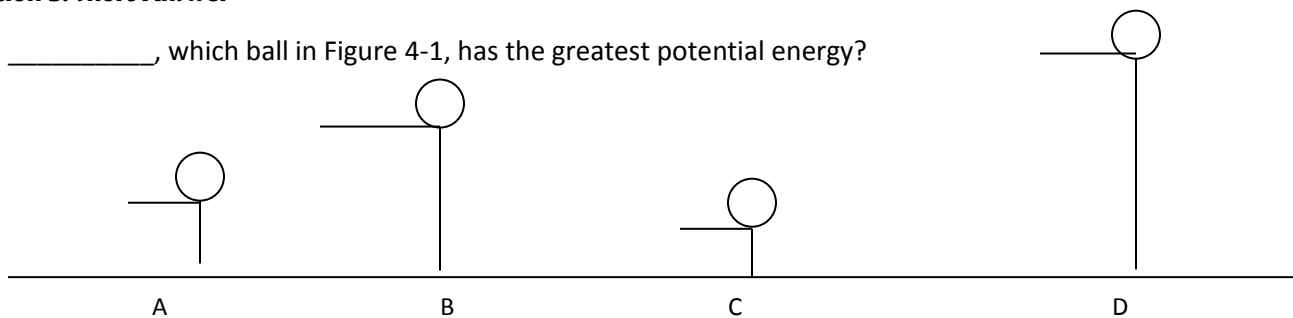 __________, which ball in Figure 4-1, has the greatest potential energy?
A B C D